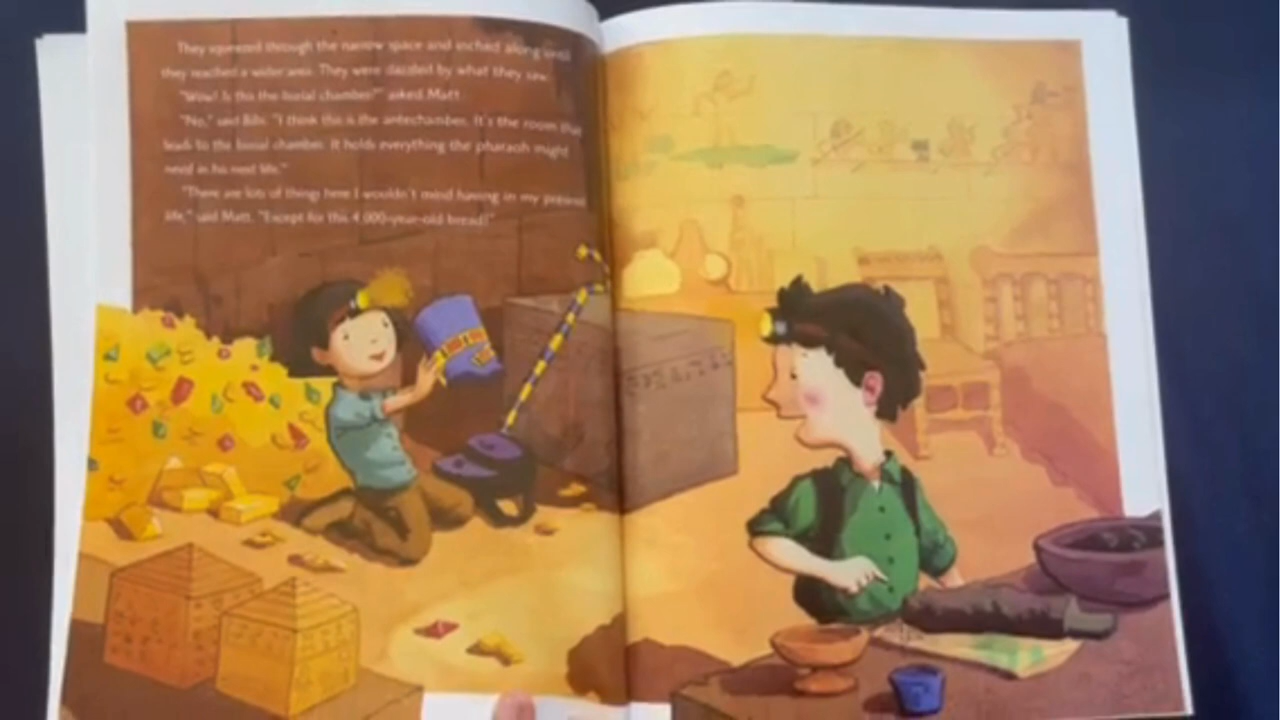 They squeezed through the narrow space and inched along until
they reached a wider area. They were dazzled by what they saw.
"Wow! Is this the burial chamber?" asked Matt.
"No," said Bibi. "I think this is the antechamber. It's the room that
leads to the burial chamber. It holds everything the pharaoh might
need in his next life."
"There are lots of things here I wouldn't mind having in my present
life," said Matt. "Except for this 4,000-year-old bread!"